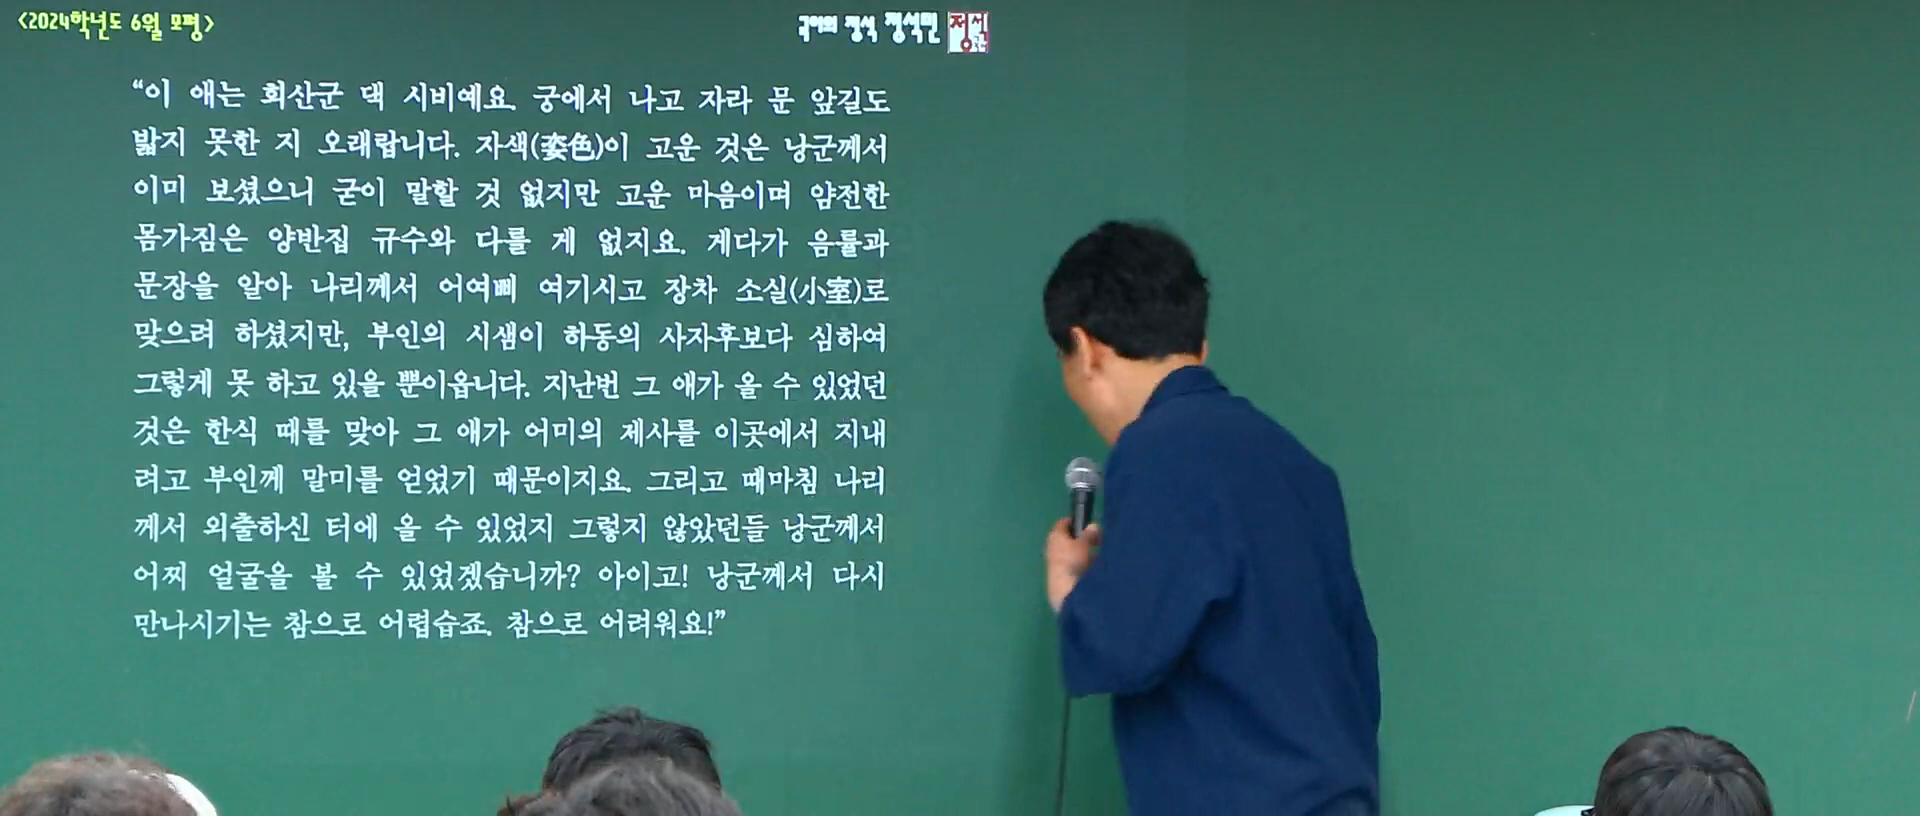 <2024학년도 6월 모평>
국어의 정석 정석민
“이 애는 회산군 댁 시비예요. 궁에서 나고 자라 문 앞길도
밟지 못한 지 오래랍니다. 자색(姿色)이 고운 것은 낭군께서
이미 보셨으니 굳이 말할 것 없지만 고운 마음이며 얌전한
몸가짐은 양반집 규수와 다를 게 없지요. 게다가 음률과
문장을 알아 나리께서 어여삐 여기시고 장차 소실(小室)로
맞으려 하셨지만, 부인의 시샘이 하동의 사자후보다 심하여
그렇게 못 하고 있을 뿐이옵니다. 지난번 그 애가 올 수 있었던
것은 한식 때를 맞아 그 애가 어미의 제사를 이곳에서 지내
려고 부인께 말미를 얻었기 때문이지요. 그리고 때마침 나리
께서 외출하신 터에 올 수 있었지 그렇지 않았던들 낭군께서
어찌 얼굴을 볼 수 있었겠습니까? 아이고! 낭군께서 다시
만나시기는 참으로 어렵습죠. 참으로 어려워요!”